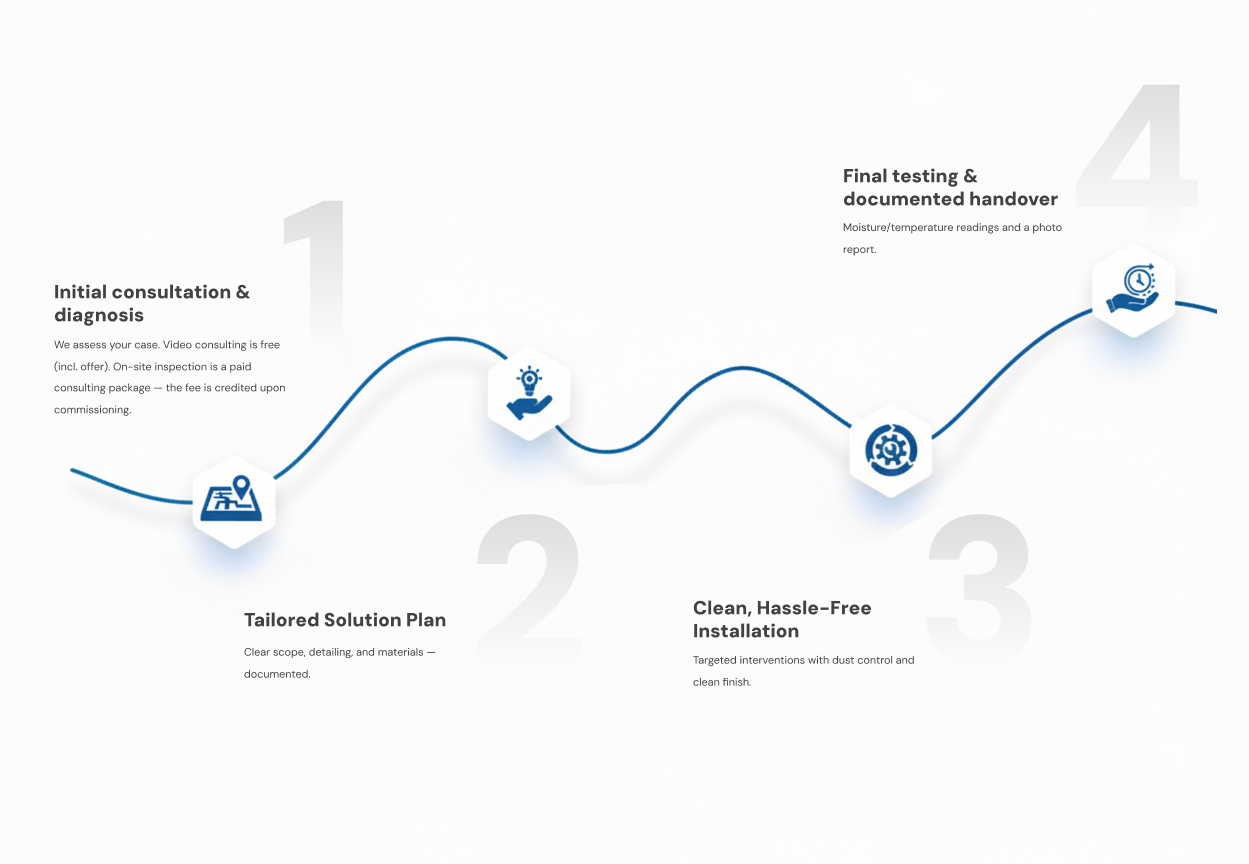 1
Initial consultation &
diagnosis
We assess your case. Video consulting is free
(incl. offer). On-site inspection is a paid
consulting package — the fee is credited upon
commissioning.
2
Tailored Solution Plan
Clear scope, detailing, and materials —
documented.
3
Clean, Hassle-Free
Installation
Targeted interventions with dust control and
clean finish.
4
Final testing &
documented handover
Moisture/temperature readings and a photo
report.